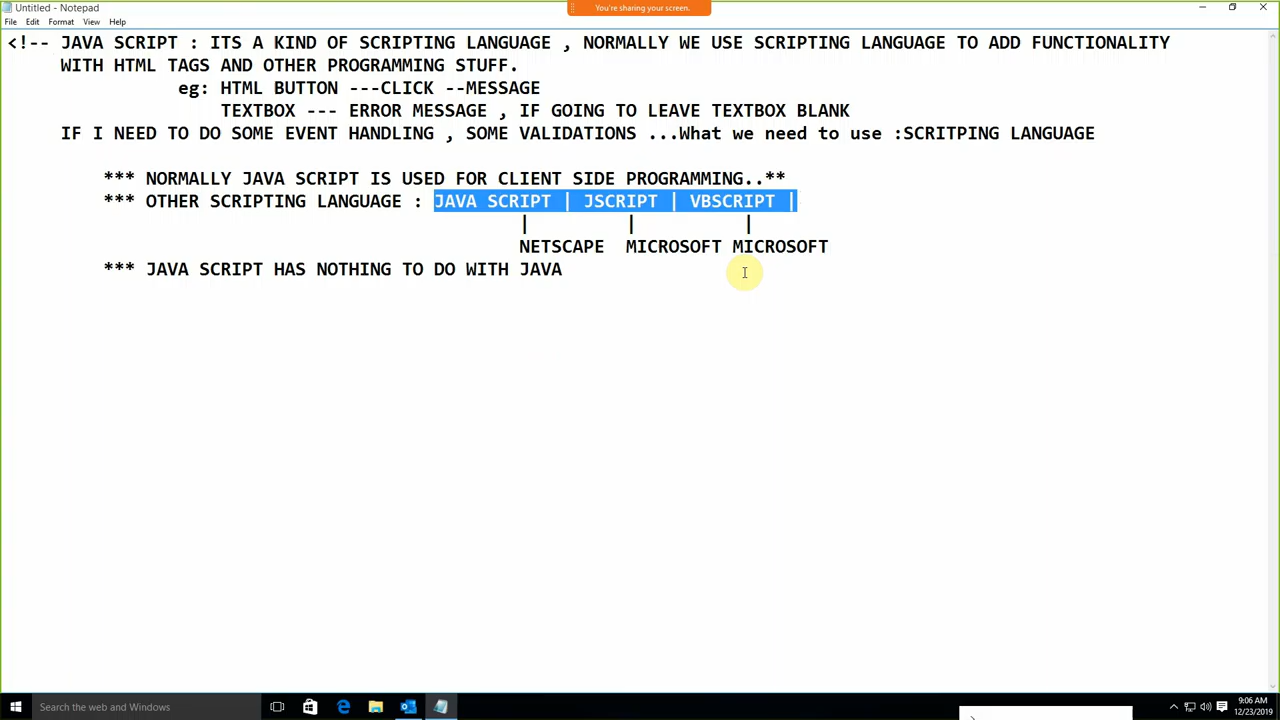 Untitled - Notepad
You're sharing your screen.
File Edit Format View Help
<!-- JAVA SCRIPT : ITS A KIND OF SCRIPTING LANGUAGE , NORMALLY WE USE SCRIPTING LANGUAGE TO ADD FUNCTIONALITY
WITH HTML TAGS AND OTHER PROGRAMMING STUFF.
eg: HTML BUTTON ---CLICK --MESSAGE
TEXTBOX --- ERROR MESSAGE , IF GOING TO LEAVE TEXTBOX BLANK
IF I NEED TO DO SOME EVENT HANDLING , SOME VALIDATIONS ...What we need to use :SCRITPING LANGUAGE
*** NORMALLY JAVA SCRIPT IS USED FOR CLIENT SIDE PROGRAMMING..**
*** OTHER SCRIPTING LANGUAGE : JAVA SCRIPT | JSCRIPT | VBSCRIPT |
| | |
NETSCAPE MICROSOFT MICROSOFT
*** JAVA SCRIPT HAS NOTHING TO DO WITH JAVA
Search the web and Windows
9:06 AM
12/23/2019